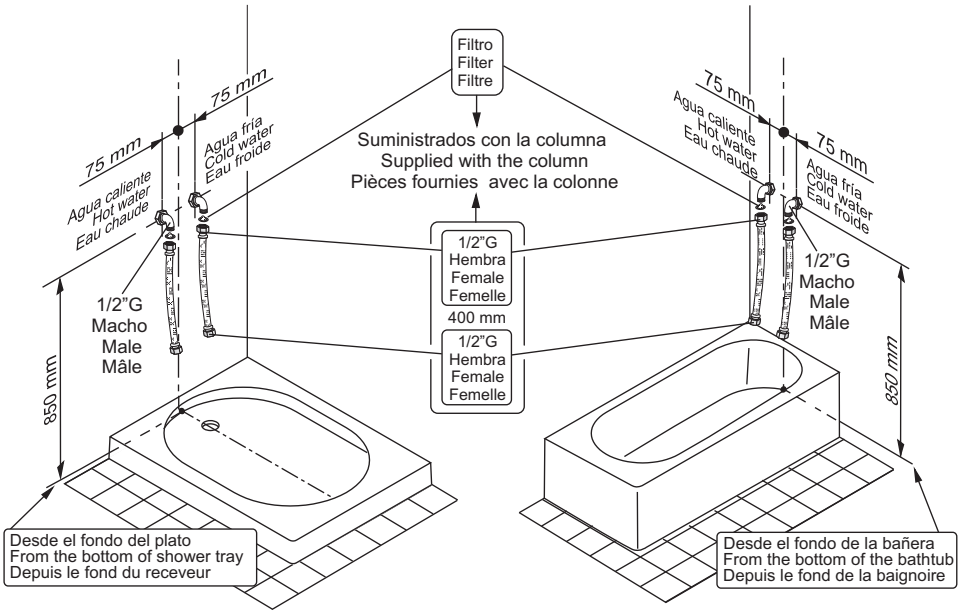 Filtro
Filter
Filtre
Suministrados con la columna
Supplied with the column
Pièces fournies avec la colonne
75 mm
75 mm
Agua fría
Cold water
Eau froide
Agua caliente
Hot water
Eau chaude
1/2”G
Macho
Male
Mâle
850 mm
1/2”G
Hembra
Female
Femelle
400 mm
1/2”G
Hembra
Female
Femelle
75 mm
75 mm
Agua caliente
Hot water
Eau chaude
Agua fría
Cold water
Eau froide
1/2”G
Macho
Male
Mâle
850 mm
Desde el fondo del plato
From the bottom of shower tray
Depuis le fond du receveur
Desde el fondo de la bañera
From the bottom of the bathtub
Depuis le fond de la baignoire